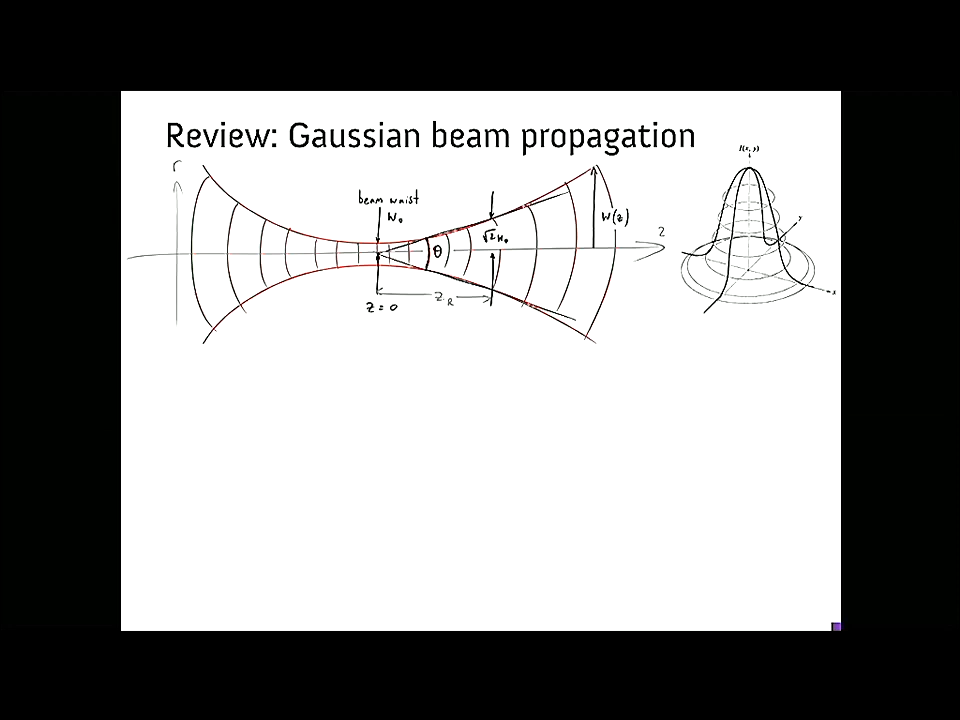 Review: Gaussian beam propagation
I(x, y)
r
beam waist
W₀
W(z)
y
z
√2 W₀
θ
x
Z_R
z = 0